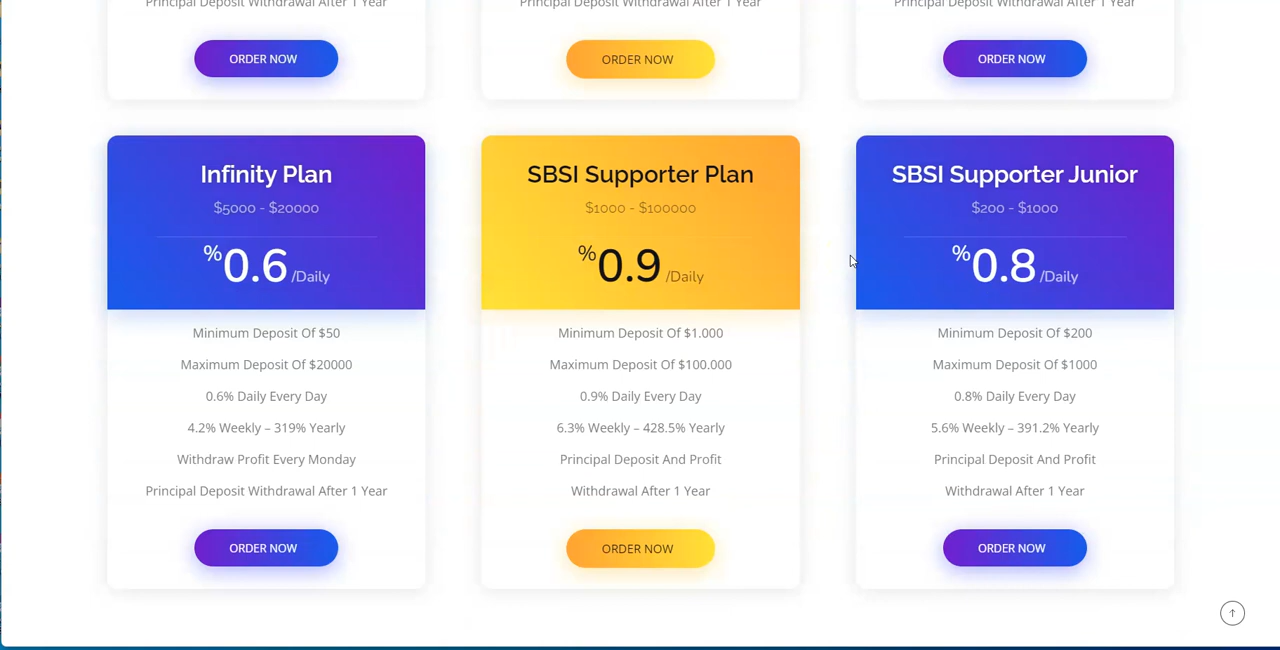 Principal Deposit Withdrawal After 1 Year
Principal Deposit Withdrawal After 1 Year
Principal Deposit Withdrawal After 1 Year
ORDER NOW
ORDER NOW
ORDER NOW
Infinity Plan
$5000 - $20000
%0.6 /Daily
Minimum Deposit Of $50
Maximum Deposit Of $20000
0.6% Daily Every Day
4.2% Weekly – 319% Yearly
Withdraw Profit Every Monday
Principal Deposit Withdrawal After 1 Year
ORDER NOW
SBSI Supporter Plan
$1000 - $100000
%0.9 /Daily
Minimum Deposit Of $1.000
Maximum Deposit Of $100.000
0.9% Daily Every Day
6.3% Weekly – 428.5% Yearly
Principal Deposit And Profit
Withdrawal After 1 Year
ORDER NOW
SBSI Supporter Junior
$200 - $1000
%0.8 /Daily
Minimum Deposit Of $200
Maximum Deposit Of $1000
0.8% Daily Every Day
5.6% Weekly – 391.2% Yearly
Principal Deposit And Profit
Withdrawal After 1 Year
ORDER NOW